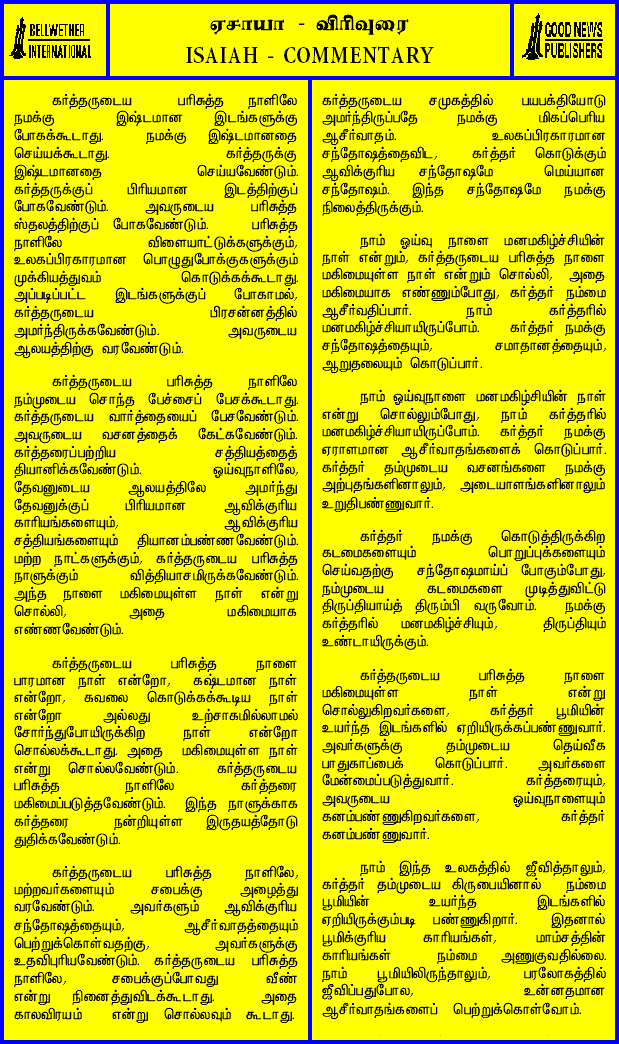 BELLWETHER
INTERNATIONAL
ஏசாயா - விரிவுரை
ISAIAH - COMMENTARY
GOOD NEWS
PUBLISHERS
கர்த்தருடைய பரிசுத்த நாளிலே
நமக்கு இஷ்டமான இடங்களுக்கு
போகக்கூடாது. நமக்கு இஷ்டமானதை
செய்யக்கூடாது. கர்த்தருக்கு
இஷ்டமானதை செய்யவேண்டும்.
கர்த்தருக்குப் பிரியமான இடத்திற்குப்
போகவேண்டும். அவருடைய பரிசுத்த
ஸ்தலத்திற்குப் போகவேண்டும். பரிசுத்த
நாளிலே விளையாட்டுக்களுக்கும்,
உலகப்பிரகாரமான பொழுதுபோக்குகளுக்கும்
முக்கியத்துவம் கொடுக்கக்கூடாது.
அப்படிப்பட்ட இடங்களுக்குப் போகாமல்,
கர்த்தருடைய பிரசன்னத்தில்
அமர்ந்திருக்கவேண்டும். அவருடைய
ஆலயத்திற்கு வரவேண்டும்.
கர்த்தருடைய பரிசுத்த நாளிலே
நம்முடைய சொந்த பேச்சைப் பேசக்கூடாது.
கர்த்தருடைய வார்த்தையைப் பேசவேண்டும்.
அவருடைய வசனத்தைக் கேட்கவேண்டும்.
கர்த்தரைப்பற்றிய சத்தியத்தைத்
தியானிக்கவேண்டும். ஓய்வுநாளிலே,
தேவனுடைய ஆலயத்திலே அமர்ந்து
தேவனுக்குப் பிரியமான ஆவிக்குரிய
காரியங்களையும், ஆவிக்குரிய
சத்தியங்களையும் தியானம்பண்ணவேண்டும்.
மற்ற நாட்களுக்கும், கர்த்தருடைய பரிசுத்த
நாளுக்கும் வித்தியாசமிருக்கவேண்டும்.
அந்த நாளை மகிமையுள்ள நாள் என்று
சொல்லி, அதை மகிமையாக
எண்ணவேண்டும்.
கர்த்தருடைய பரிசுத்த நாளை
பாரமான நாள் என்றோ, கஷ்டமான நாள்
என்றோ, கவலை கொடுக்கக்கூடிய நாள்
என்றோ அல்லது உற்சாகமில்லாமல்
சோர்ந்துபோயிருக்கிற நாள் என்றோ
சொல்லக்கூடாது. அதை மகிமையுள்ள நாள்
என்று சொல்லவேண்டும். கர்த்தருடைய
பரிசுத்த நாளிலே கர்த்தரை
மகிமைப்படுத்தவேண்டும். இந்த நாளுக்காக
கர்த்தரை நன்றியுள்ள இருதயத்தோடு
துதிக்கவேண்டும்.
கர்த்தருடைய பரிசுத்த நாளிலே,
மற்றவர்களையும் சபைக்கு அழைத்து
வரவேண்டும். அவர்களும் ஆவிக்குரிய
சந்தோஷத்தையும், ஆசீர்வாதத்தையும்
பெற்றுக்கொள்வதற்கு, அவர்களுக்கு
உதவிபுரியவேண்டும். கர்த்தருடைய பரிசுத்த
நாளிலே, சபைக்குப்போவது வீண்
என்று நினைத்துவிடக்கூடாது. அதை
காலவிரயம் என்று சொல்லவும் கூடாது.
கர்த்தருடைய சமுகத்தில் பயபக்தியோடு
அமர்ந்திருப்பதே நமக்கு மிகப்பெரிய
ஆசீர்வாதம். உலகப்பிரகாரமான
சந்தோஷத்தைவிட, கர்த்தர் கொடுக்கும்
ஆவிக்குரிய சந்தோஷமே மெய்யான
சந்தோஷம். இந்த சந்தோஷமே நமக்கு
நிலைத்திருக்கும்.
நாம் ஓய்வு நாளை மனமகிழ்ச்சியின்
நாள் என்றும், கர்த்தருடைய பரிசுத்த நாளை
மகிமையுள்ள நாள் என்றும் சொல்லி, அதை
மகிமையாக எண்ணும்போது, கர்த்தர் நம்மை
ஆசீர்வதிப்பார். நாம் கர்த்தரில்
மனமகிழ்ச்சியாயிருப்போம். கர்த்தர் நமக்கு
சந்தோஷத்தையும், சமாதானத்தையும்,
ஆறுதலையும் கொடுப்பார்.
நாம் ஓய்வுநாளை மனமகிழ்சியின் நாள்
என்று சொல்லும்போது, நாம் கர்த்தரில்
மனமகிழ்ச்சியாயிருப்போம். கர்த்தர் நமக்கு
ஏராளமான ஆசீர்வாதங்களைக் கொடுப்பார்.
கர்த்தர் தம்முடைய வசனங்களை நமக்கு
அற்புதங்களினாலும், அடையாளங்களினாலும்
உறுதிபண்ணுவார்.
கர்த்தர் நமக்கு கொடுத்திருக்கிற
கடமைகளையும் பொறுப்புக்களையும்
செய்வதற்கு சந்தோஷமாய்ப் போகும்போது,
நம்முடைய கடமைகளை முடித்துவிட்டு
திருப்தியாய்த் திரும்பி வருவோம். நமக்கு
கர்த்தரில் மனமகிழ்ச்சியும், திருப்தியும்
உண்டாயிருக்கும்.
கர்த்தருடைய பரிசுத்த நாளை
மகிமையுள்ள நாள் என்று
சொல்லுகிறவர்களை, கர்த்தர் பூமியின்
உயர்ந்த இடங்களில் ஏறியிருக்கப்பண்ணுவார்.
அவர்களுக்கு தம்முடைய தெய்வீக
பாதுகாப்பைக் கொடுப்பார். அவர்களை
மேன்மைப்படுத்துவார். கர்த்தரையும்,
அவருடைய ஓய்வுநாளையும்
கனம்பண்ணுகிறவர்களை, கர்த்தர்
கனம்பண்ணுவார்.
நாம் இந்த உலகத்தில் ஜீவித்தாலும்,
கர்த்தர் தம்முடைய கிருபையினால் நம்மை
பூமியின் உயர்ந்த இடங்களில்
ஏறியிருக்கும்படி பண்ணுகிறார். இதனால்
பூமிக்குரிய காரியங்கள், மாம்சத்தின்
காரியங்கள் நம்மை அணுகுவதில்லை.
நாம் பூமியிலிருந்தாலும், பரலோகத்தில்
ஜீவிப்பதுபோல, உன்னதமான
ஆசீர்வாதங்களைப் பெற்றுக்கொள்வோம்.